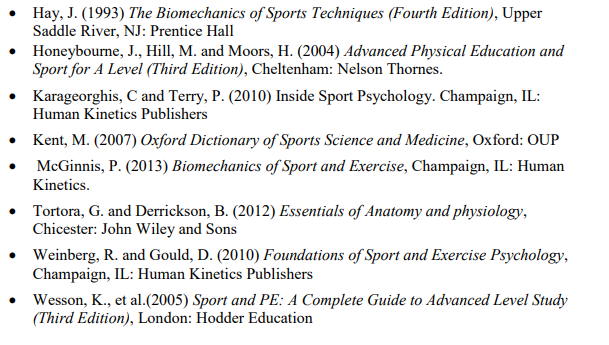 • Hay, J. (1993) The Biomechanics of Sports Techniques (Fourth Edition), Upper
Saddle River, NJ: Prentice Hall
• Honeybourne, J., Hill, M. and Moors, H. (2004) Advanced Physical Education and
Sport for A Level (Third Edition), Cheltenham: Nelson Thornes.
• Karageorghis, C and Terry, P. (2010) Inside Sport Psychology. Champaign, IL:
Human Kinetics Publishers
• Kent, M. (2007) Oxford Dictionary of Sports Science and Medicine, Oxford: OUP
• McGinnis, P. (2013) Biomechanics of Sport and Exercise, Champaign, IL: Human
Kinetics.
• Tortora, G. and Derrickson, B. (2012) Essentials of Anatomy and physiology,
Chicester: John Wiley and Sons
• Weinberg, R. and Gould, D. (2010) Foundations of Sport and Exercise Psychology,
Champaign, IL: Human Kinetics Publishers
• Wesson, K., et al.(2005) Sport and PE: A Complete Guide to Advanced Level Study
(Third Edition), London: Hodder Education